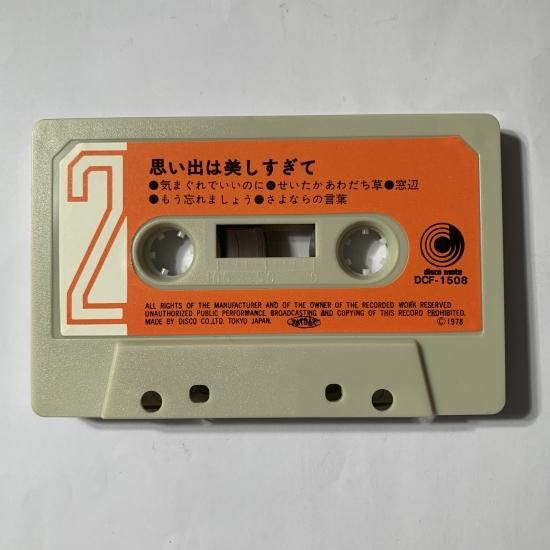 2
思い出は美しすぎて
●気まぐれでいいのに●せいたかあわだち草●窓辺
●もう忘れましょう●さよならの言葉
disco mate
DCF-1508
ALL RIGHTS OF THE MANUFACTURER AND OF THE OWNER OF THE RECORDED WORK RESERVED
UNAUTHORIZED PUBLIC PERFORMANCE, BROADCASTING AND COPYING OF THIS RECORD PROHIBITED.
MADE BY DISCO CO.,LTD. TOKYO JAPAN.
Ⓒ 1978